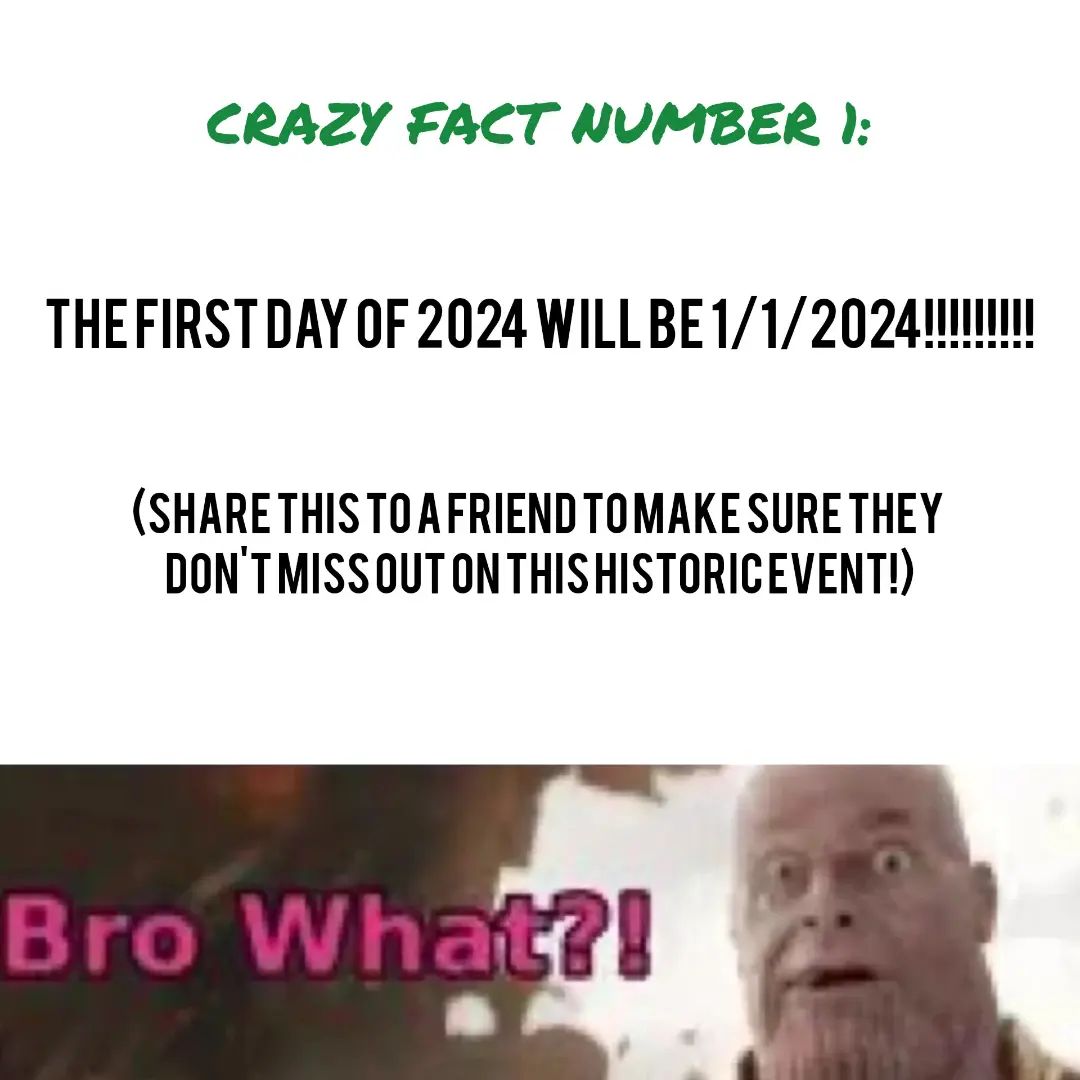 CRAZY FACT NUMBER 1:
THE FIRST DAY OF 2024 WILL BE 1/1/2024!!!!!!!!!
(SHARE THIS TO A FRIEND TO MAKE SURE THEY
DON'T MISS OUT ON THIS HISTORIC EVENT!)
Bro What?!